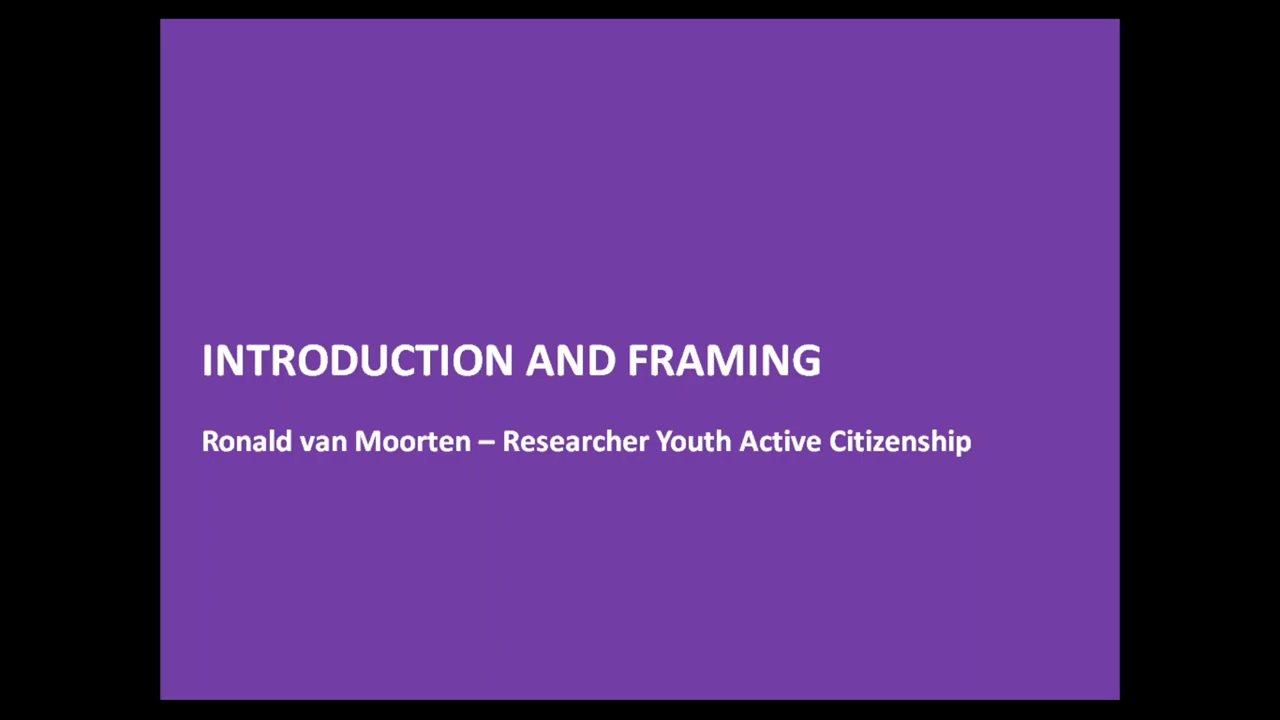 INTRODUCTION AND FRAMING
Ronald van Moorten – Researcher Youth Active Citizenship